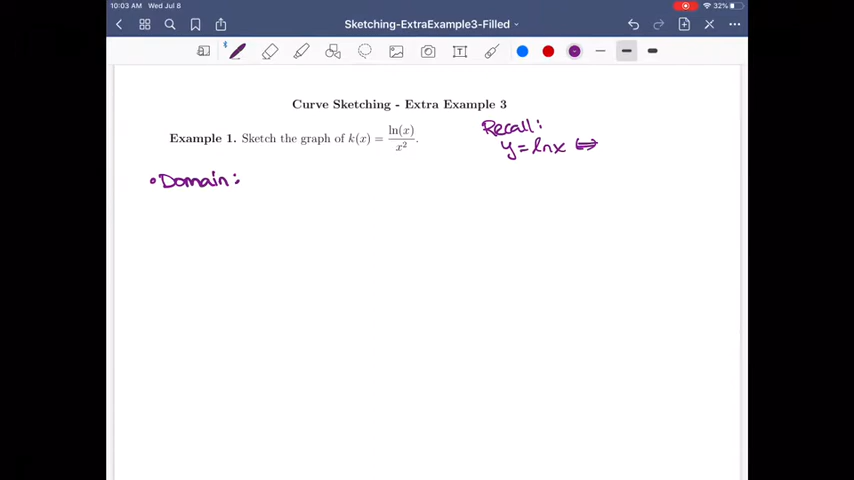 10:03 AM Wed Jul 8
32%
Sketching-ExtraExample3-Filled
Curve Sketching - Extra Example 3
Example 1. Sketch the graph of k(x) = ln(x)/x².
Recall:
y = lnx ⇔
• Domain: